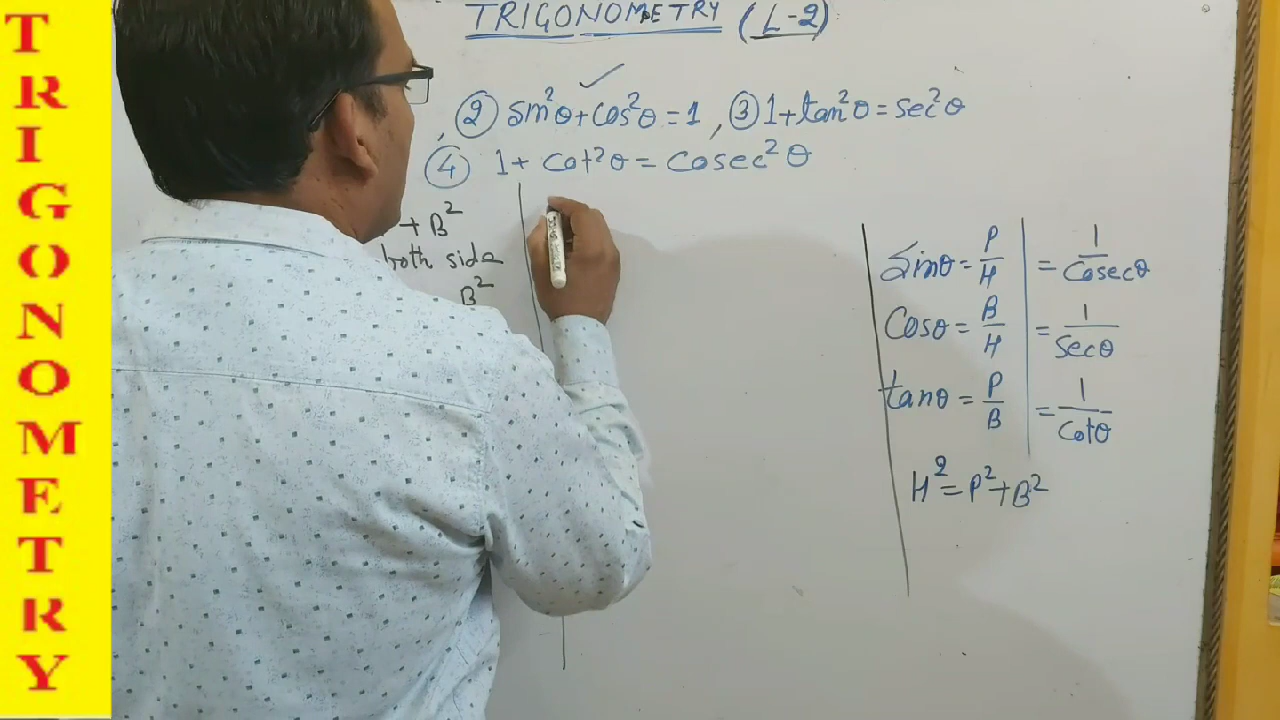 TRIGONOMETRY
TRIGONOMETRY (L-2)
, ② sin²θ+cos²θ=1 , ③ 1+tan²θ=sec²θ
④ 1+ cot²θ = cosec²θ
+ B²
both side
B²
Sinθ = P/H = 1/Cosecθ
Cosθ = B/H = 1/Secθ
tanθ = P/B = 1/Cotθ
H²=P²+B²